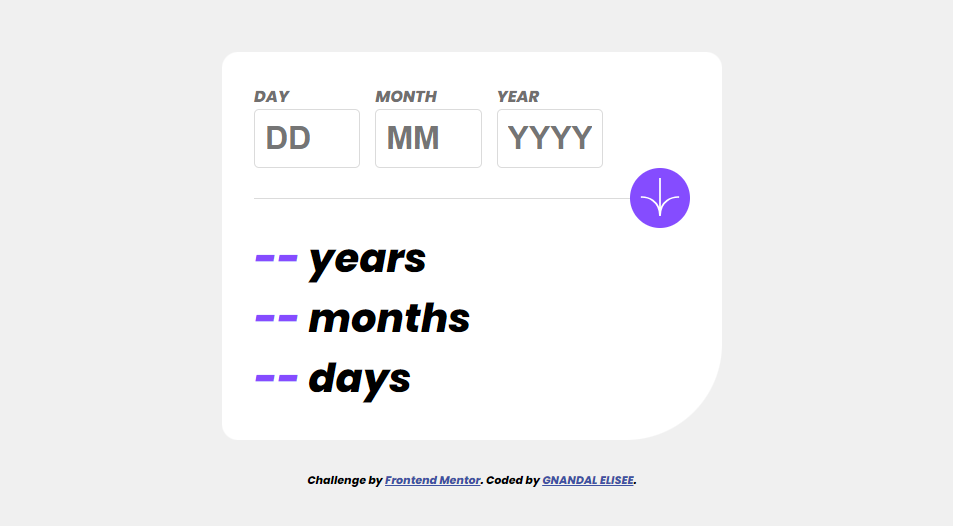 DAY MONTH YEAR
DD MM YYYY
-- years
-- months
-- days
Challenge by Frontend Mentor. Coded by GNANDAL ELISEE.